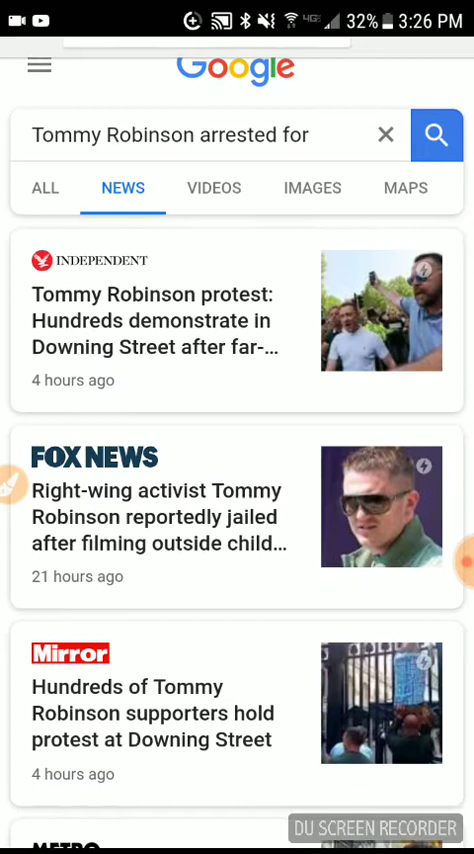 4G
32%
3:26 PM
Google
Tommy Robinson arrested for
ALL NEWS VIDEOS IMAGES MAPS
INDEPENDENT
Tommy Robinson protest:
Hundreds demonstrate in
Downing Street after far-...
4 hours ago
FOX NEWS
Right-wing activist Tommy
Robinson reportedly jailed
after filming outside child...
21 hours ago
Mirror
Hundreds of Tommy
Robinson supporters hold
protest at Downing Street
4 hours ago
DU SCREEN RECORDER
METRO